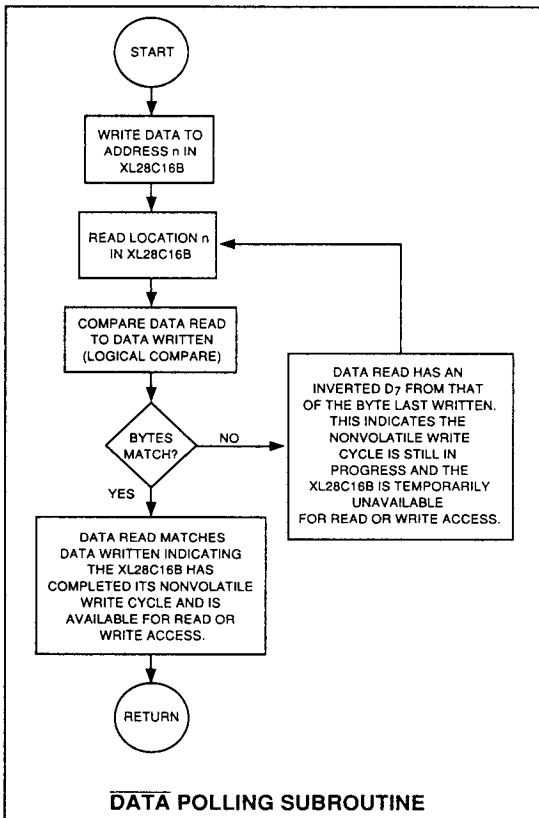 START
WRITE DATA TO
ADDRESS n IN
XL28C16B
READ LOCATION n
IN XL28C16B
COMPARE DATA READ
TO DATA WRITTEN
(LOGICAL COMPARE)
BYTES
MATCH?
NO
YES
DATA READ HAS AN
INVERTED D7 FROM THAT
OF THE BYTE LAST WRITTEN.
THIS INDICATES THE
NONVOLATILE WRITE
CYCLE IS STILL IN
PROGRESS AND THE
XL28C16B IS TEMPORARILY
UNAVAILABLE
FOR READ OR WRITE ACCESS.
DATA READ MATCHES
DATA WRITTEN INDICATING
THE XL28C16B HAS
COMPLETED ITS NONVOLATILE
WRITE CYCLE AND IS
AVAILABLE FOR READ OR
WRITE ACCESS.
RETURN
DATA POLLING SUBROUTINE